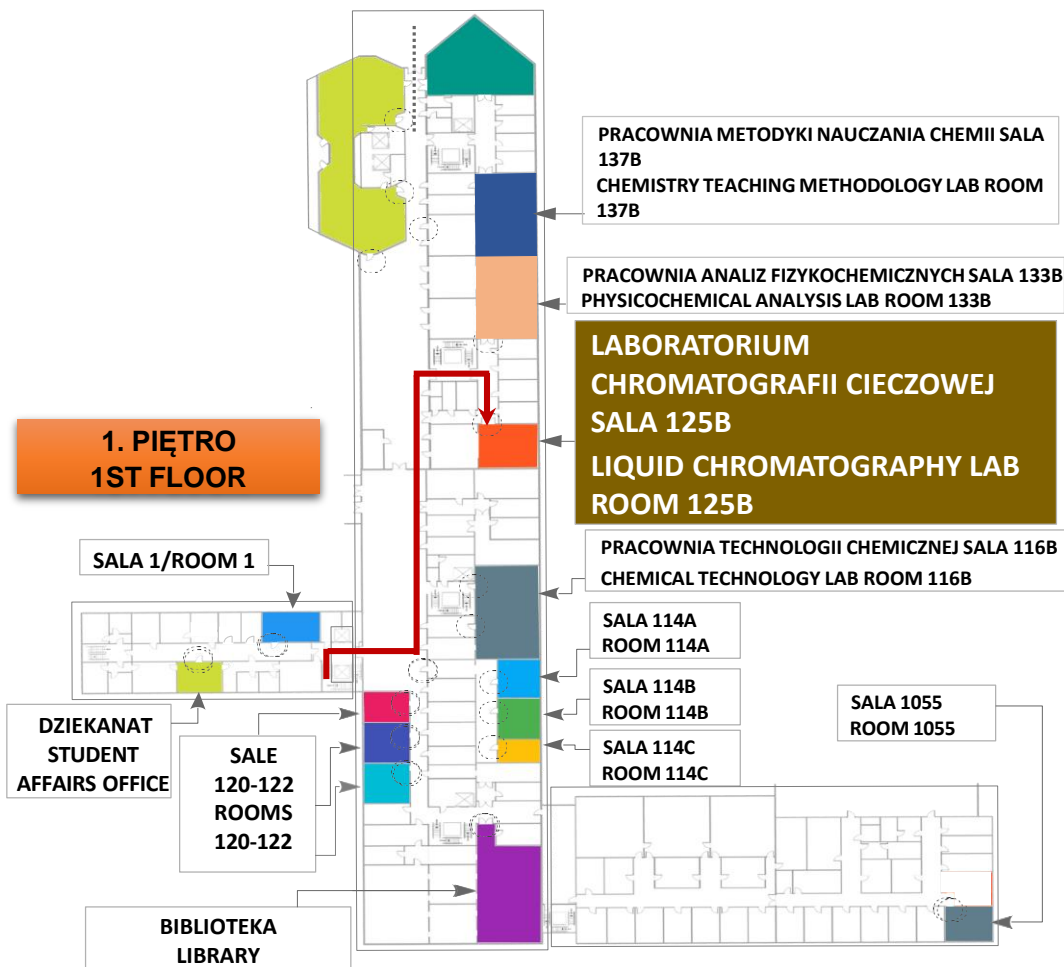 PRACOWNIA METODYKI NAUCZANIA CHEMII SALA
137B
CHEMISTRY TEACHING METHODOLOGY LAB ROOM
137B
PRACOWNIA ANALIZ FIZYKOCHEMICZNYCH SALA 133B
PHYSICOCHEMICAL ANALYSIS LAB ROOM 133B
LABORATORIUM
CHROMATOGRAFII CIECZOWEJ
SALA 125B
LIQUID CHROMATOGRAPHY LAB
ROOM 125B
1. PIĘTRO
1ST FLOOR
PRACOWNIA TECHNOLOGII CHEMICZNEJ SALA 116B
CHEMICAL TECHNOLOGY LAB ROOM 116B
SALA 1/ROOM 1
SALA 114A
ROOM 114A
SALA 114B
ROOM 114B
SALA 114C
ROOM 114C
SALA 1055
ROOM 1055
DZIEKANAT
STUDENT
AFFAIRS OFFICE
SALE
120-122
ROOMS
120-122
BIBLIOTEKA
LIBRARY